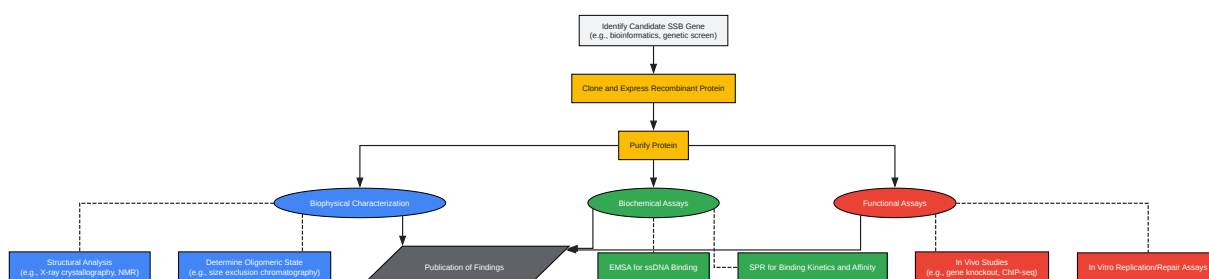 Identify Candidate SSB Gene
(e.g., bioinformatics, genetic screen)
Clone and Express Recombinant Protein
Purify Protein
Biophysical Characterization
Biochemical Assays
Functional Assays
Structural Analysis
(e.g., X-ray crystallography, NMR)
Determine Oligomeric State
(e.g., size exclusion chromatography)
Publication of Findings
EMSA for ssDNA Binding
SPR for Binding Kinetics and Affinity
In Vivo Studies
(e.g., gene knockout, ChIP-seq)
In Vitro Replication/Repair Assays